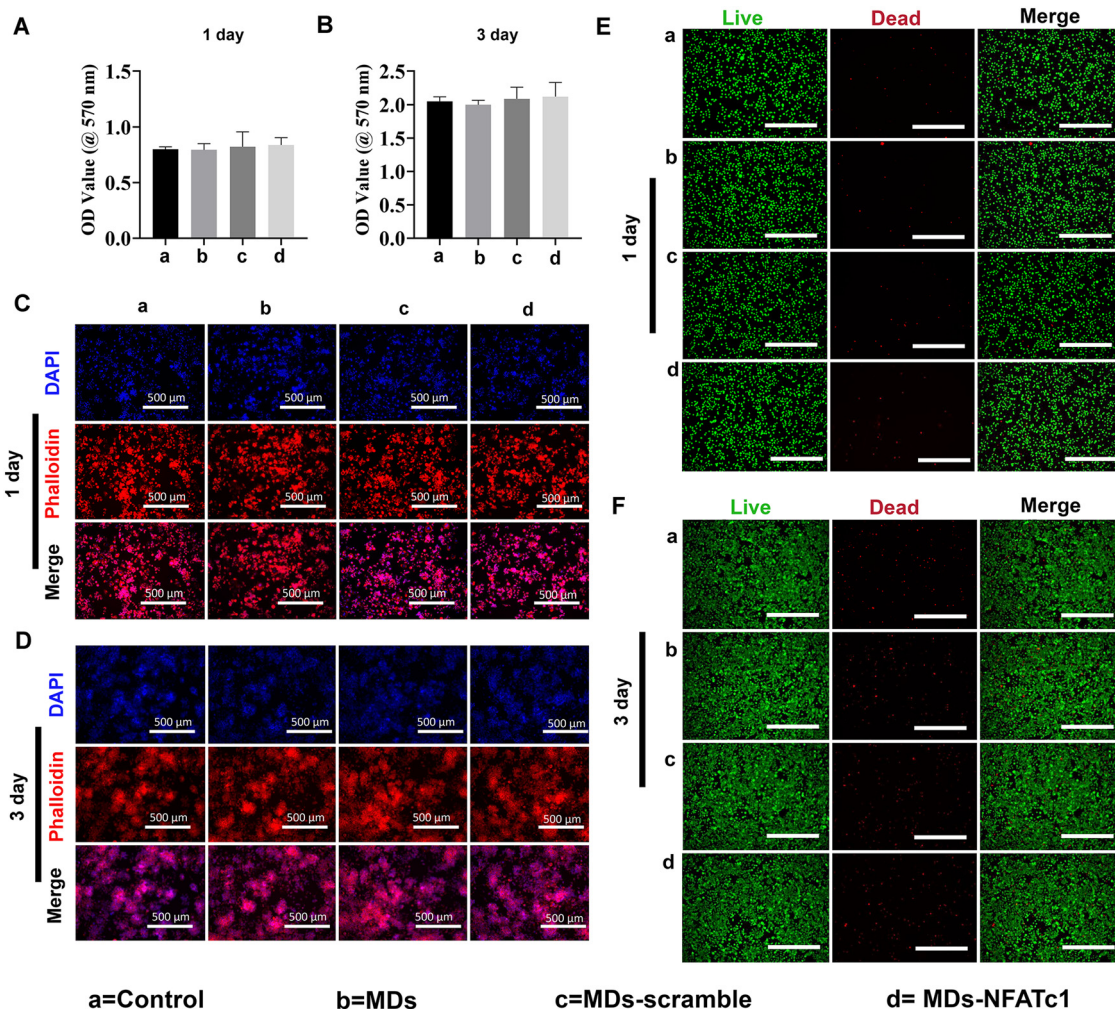 A
1 day
OD Value (@ 570 nm)
1.5
1.0
0.5
0.0
a b c d
B
3 day
OD Value (@ 570 nm)
2.5
2.0
1.5
1.0
0.5
0.0
a b c d
C
a b c d
1 day
DAPI
500 µm 500 µm 500 µm 500 µm
Phalloidin
500 µm 500 µm 500 µm 500 µm
Merge
500 µm 500 µm 500 µm 500 µm
D
3 day
DAPI
500 µm 500 µm 500 µm 500 µm
Phalloidin
500 µm 500 µm 500 µm 500 µm
Merge
500 µm 500 µm 500 µm 500 µm
E
Live Dead Merge
1 day
a
b
c
d
F
Live Dead Merge
3 day
a
b
c
d
a=Control b=MDs c=MDs-scramble d= MDs-NFATc1